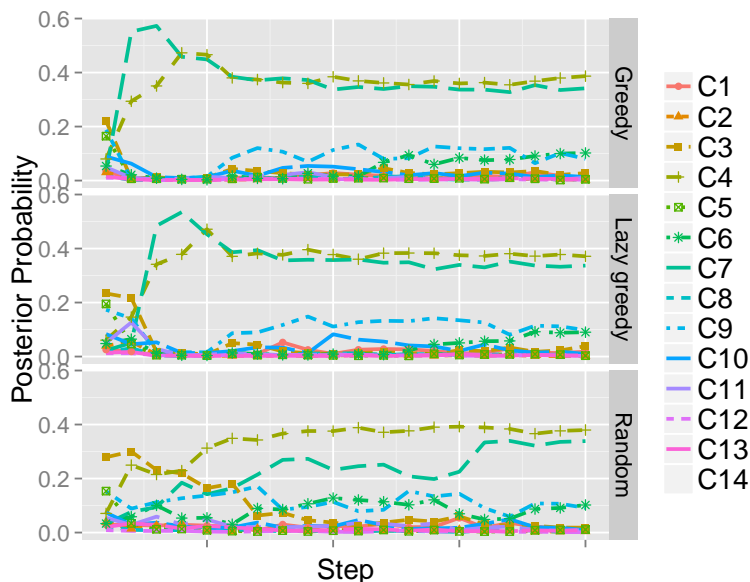 0.6
0.4
0.2
0.0
Greedy
0.6
0.4
0.2
0.0
Lazy greedy
0.6
0.4
0.2
0.0
Random
Posterior Probability
Step
C1
C2
C3
C4
C5
C6
C7
C8
C9
C10
C11
C12
C13
C14